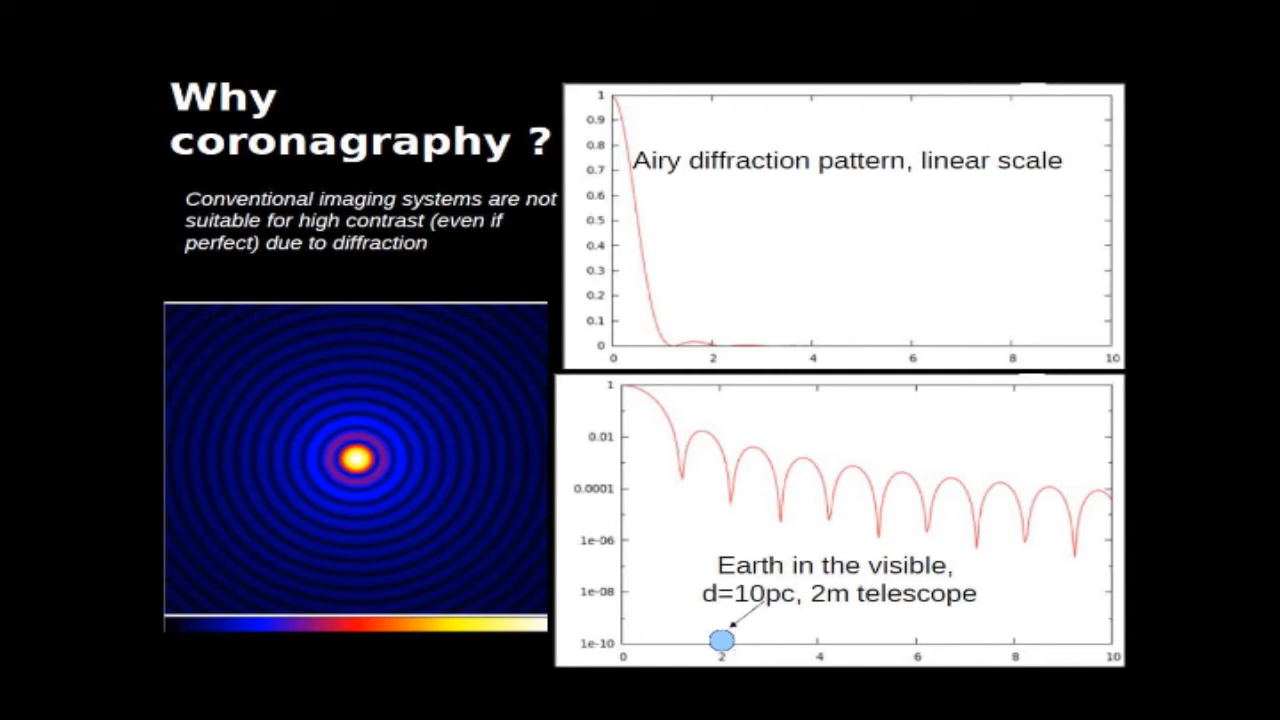 Why
coronagraphy ?
Conventional imaging systems are not
suitable for high contrast (even if
perfect) due to diffraction
Airy diffraction pattern, linear scale
1
0.9
0.8
0.7
0.6
0.5
0.4
0.3
0.2
0.1
0
0 2 4 6 8 10
1
0.01
0.0001
1e-06
1e-08
1e-10
Earth in the visible,
d=10pc, 2m telescope
0 2 4 6 8 10